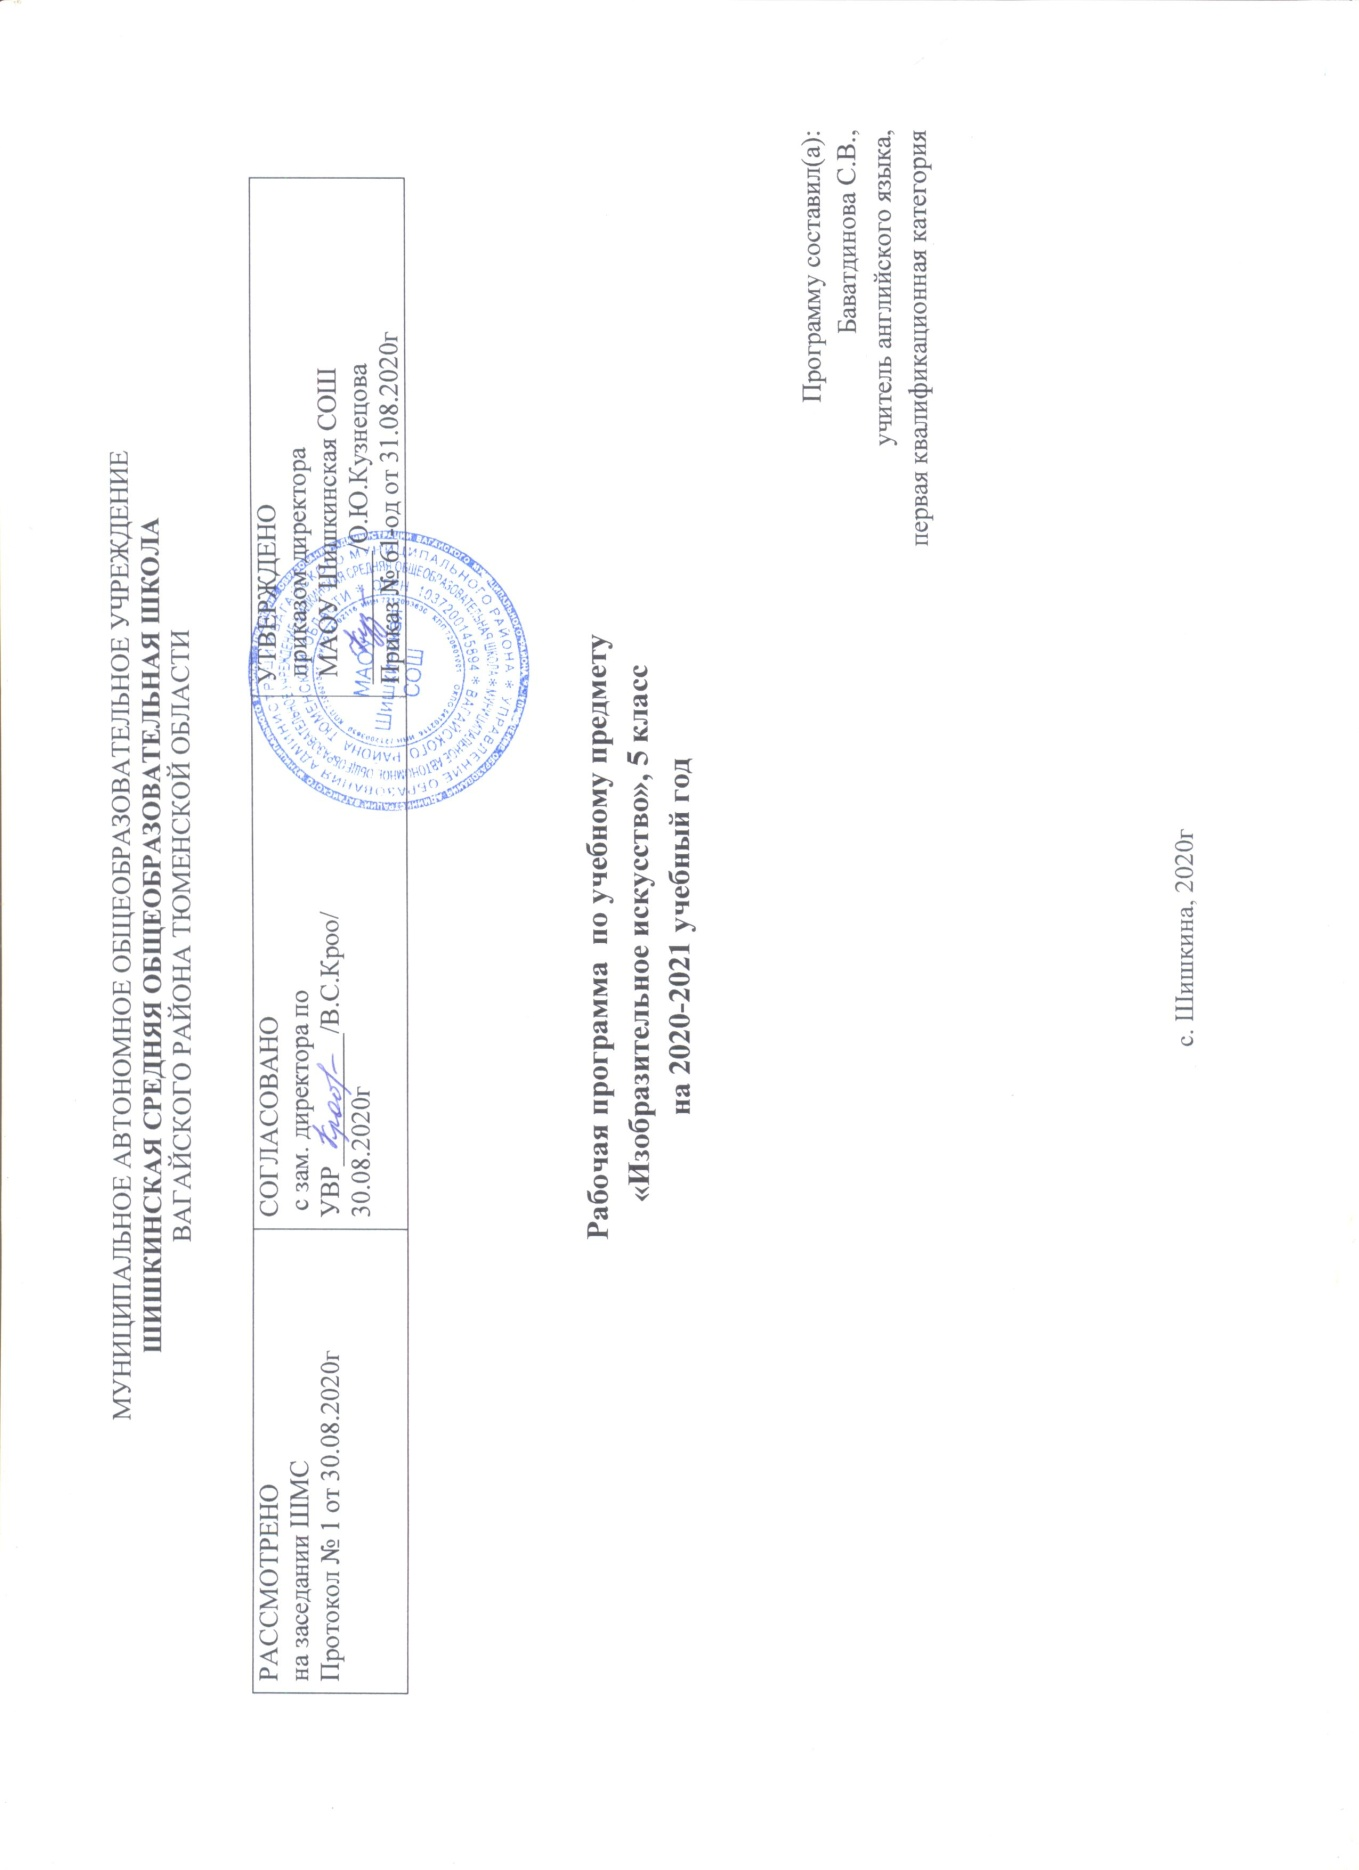 МУНИЦИПАЛЬНОЕ АВТОНОМНОЕ ОБЩЕОБРАЗОВАТЕЛЬНОЕ УЧРЕЖДЕНИЕ
ШИШКИНСКАЯ СРЕДНЯЯ ОБЩЕОБРАЗОВАТЕЛЬНАЯ ШКОЛА
ВАГАЙСКОГО РАЙОНА ТЮМЕНСКОЙ ОБЛАСТИ
РАССМОТРЕНО
на заседании ШМС
Протокол № 1 от 30.08.2020г
СОГЛАСОВАНО
с зам. директора по
УВР /В.С.Кроо/
30.08.2020г
УТВЕРЖДЕНО
приказом директора
МАОУ Шишкинская СОШ
/О.Ю.Кузнецова
Приказ № 61-од от 31.08.2020г
Рабочая программа по учебному предмету
«Изобразительное искусство», 5 класс
на 2020-2021 учебный год
Программу составил(а):
Баватдинова С.В.,
учитель английского языка,
первая квалификационная категория
с. Шишкина, 2020г